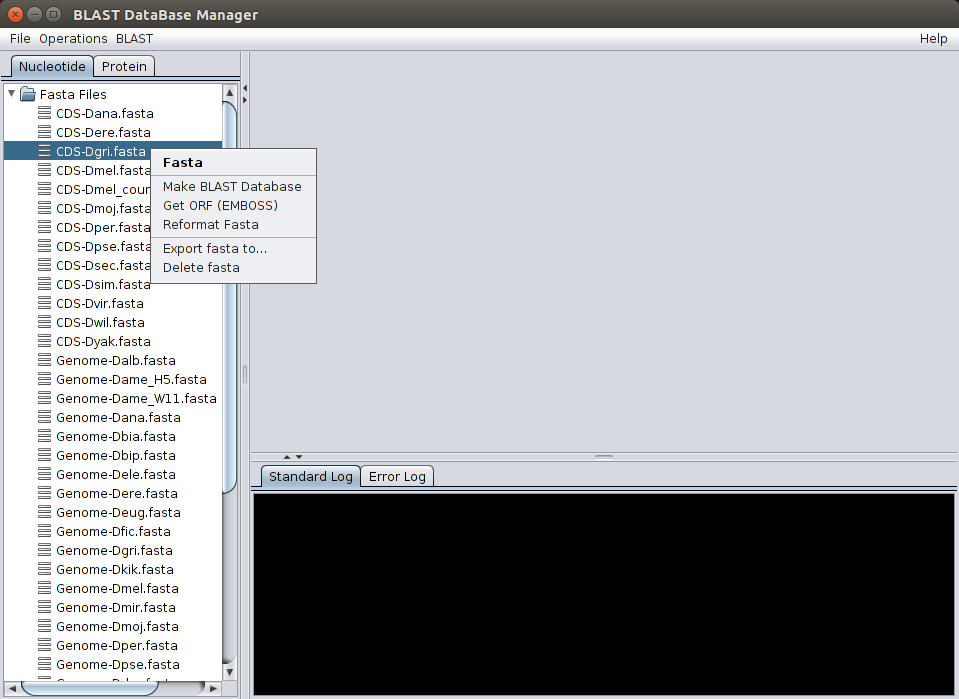 BLAST DataBase Manager
File Operations BLAST Help
Nucleotide Protein
Fasta Files
CDS-Dana.fasta
CDS-Dere.fasta
CDS-Dgri.fasta
CDS-Dmel.fasta
CDS-Dmel_cour
CDS-Dmoj.fasta
CDS-Dper.fasta
CDS-Dpse.fasta
CDS-Dsec.fasta
CDS-Dsim.fasta
CDS-Dvir.fasta
CDS-Dwil.fasta
CDS-Dyak.fasta
Genome-Dalb.fasta
Genome-Dame_H5.fasta
Genome-Dame_W11.fasta
Genome-Dana.fasta
Genome-Dbia.fasta
Genome-Dbip.fasta
Genome-Dele.fasta
Genome-Dere.fasta
Genome-Deug.fasta
Genome-Dfic.fasta
Genome-Dgri.fasta
Genome-Dkik.fasta
Genome-Dmel.fasta
Genome-Dmir.fasta
Genome-Dmoj.fasta
Genome-Dper.fasta
Genome-Dpse.fasta
Fasta
Make BLAST Database
Get ORF (EMBOSS)
Reformat Fasta
Export fasta to...
Delete fasta
Standard Log Error Log